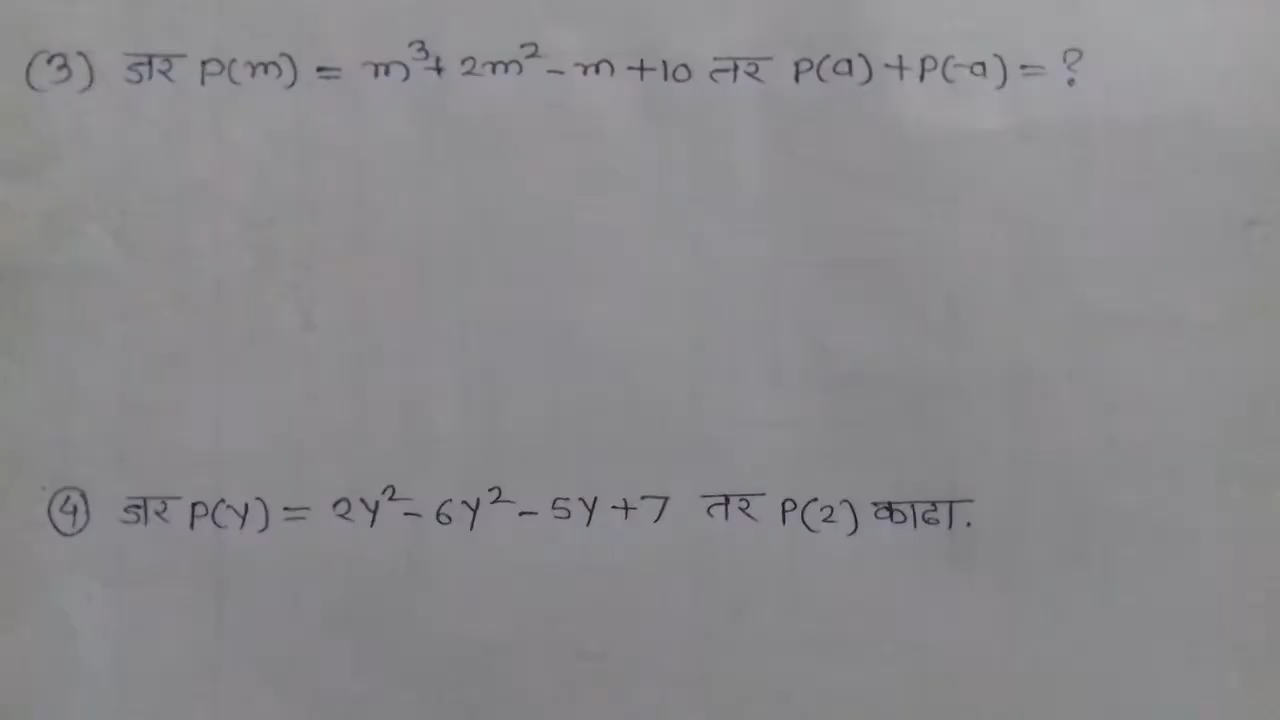 (3) जर P(m) = m³+ 2m² - m + 10 तर P(a) + P(-a) = ?
④ जर P(y) = 2y² - 6y² - 5y + 7 तर P(2) काढा.